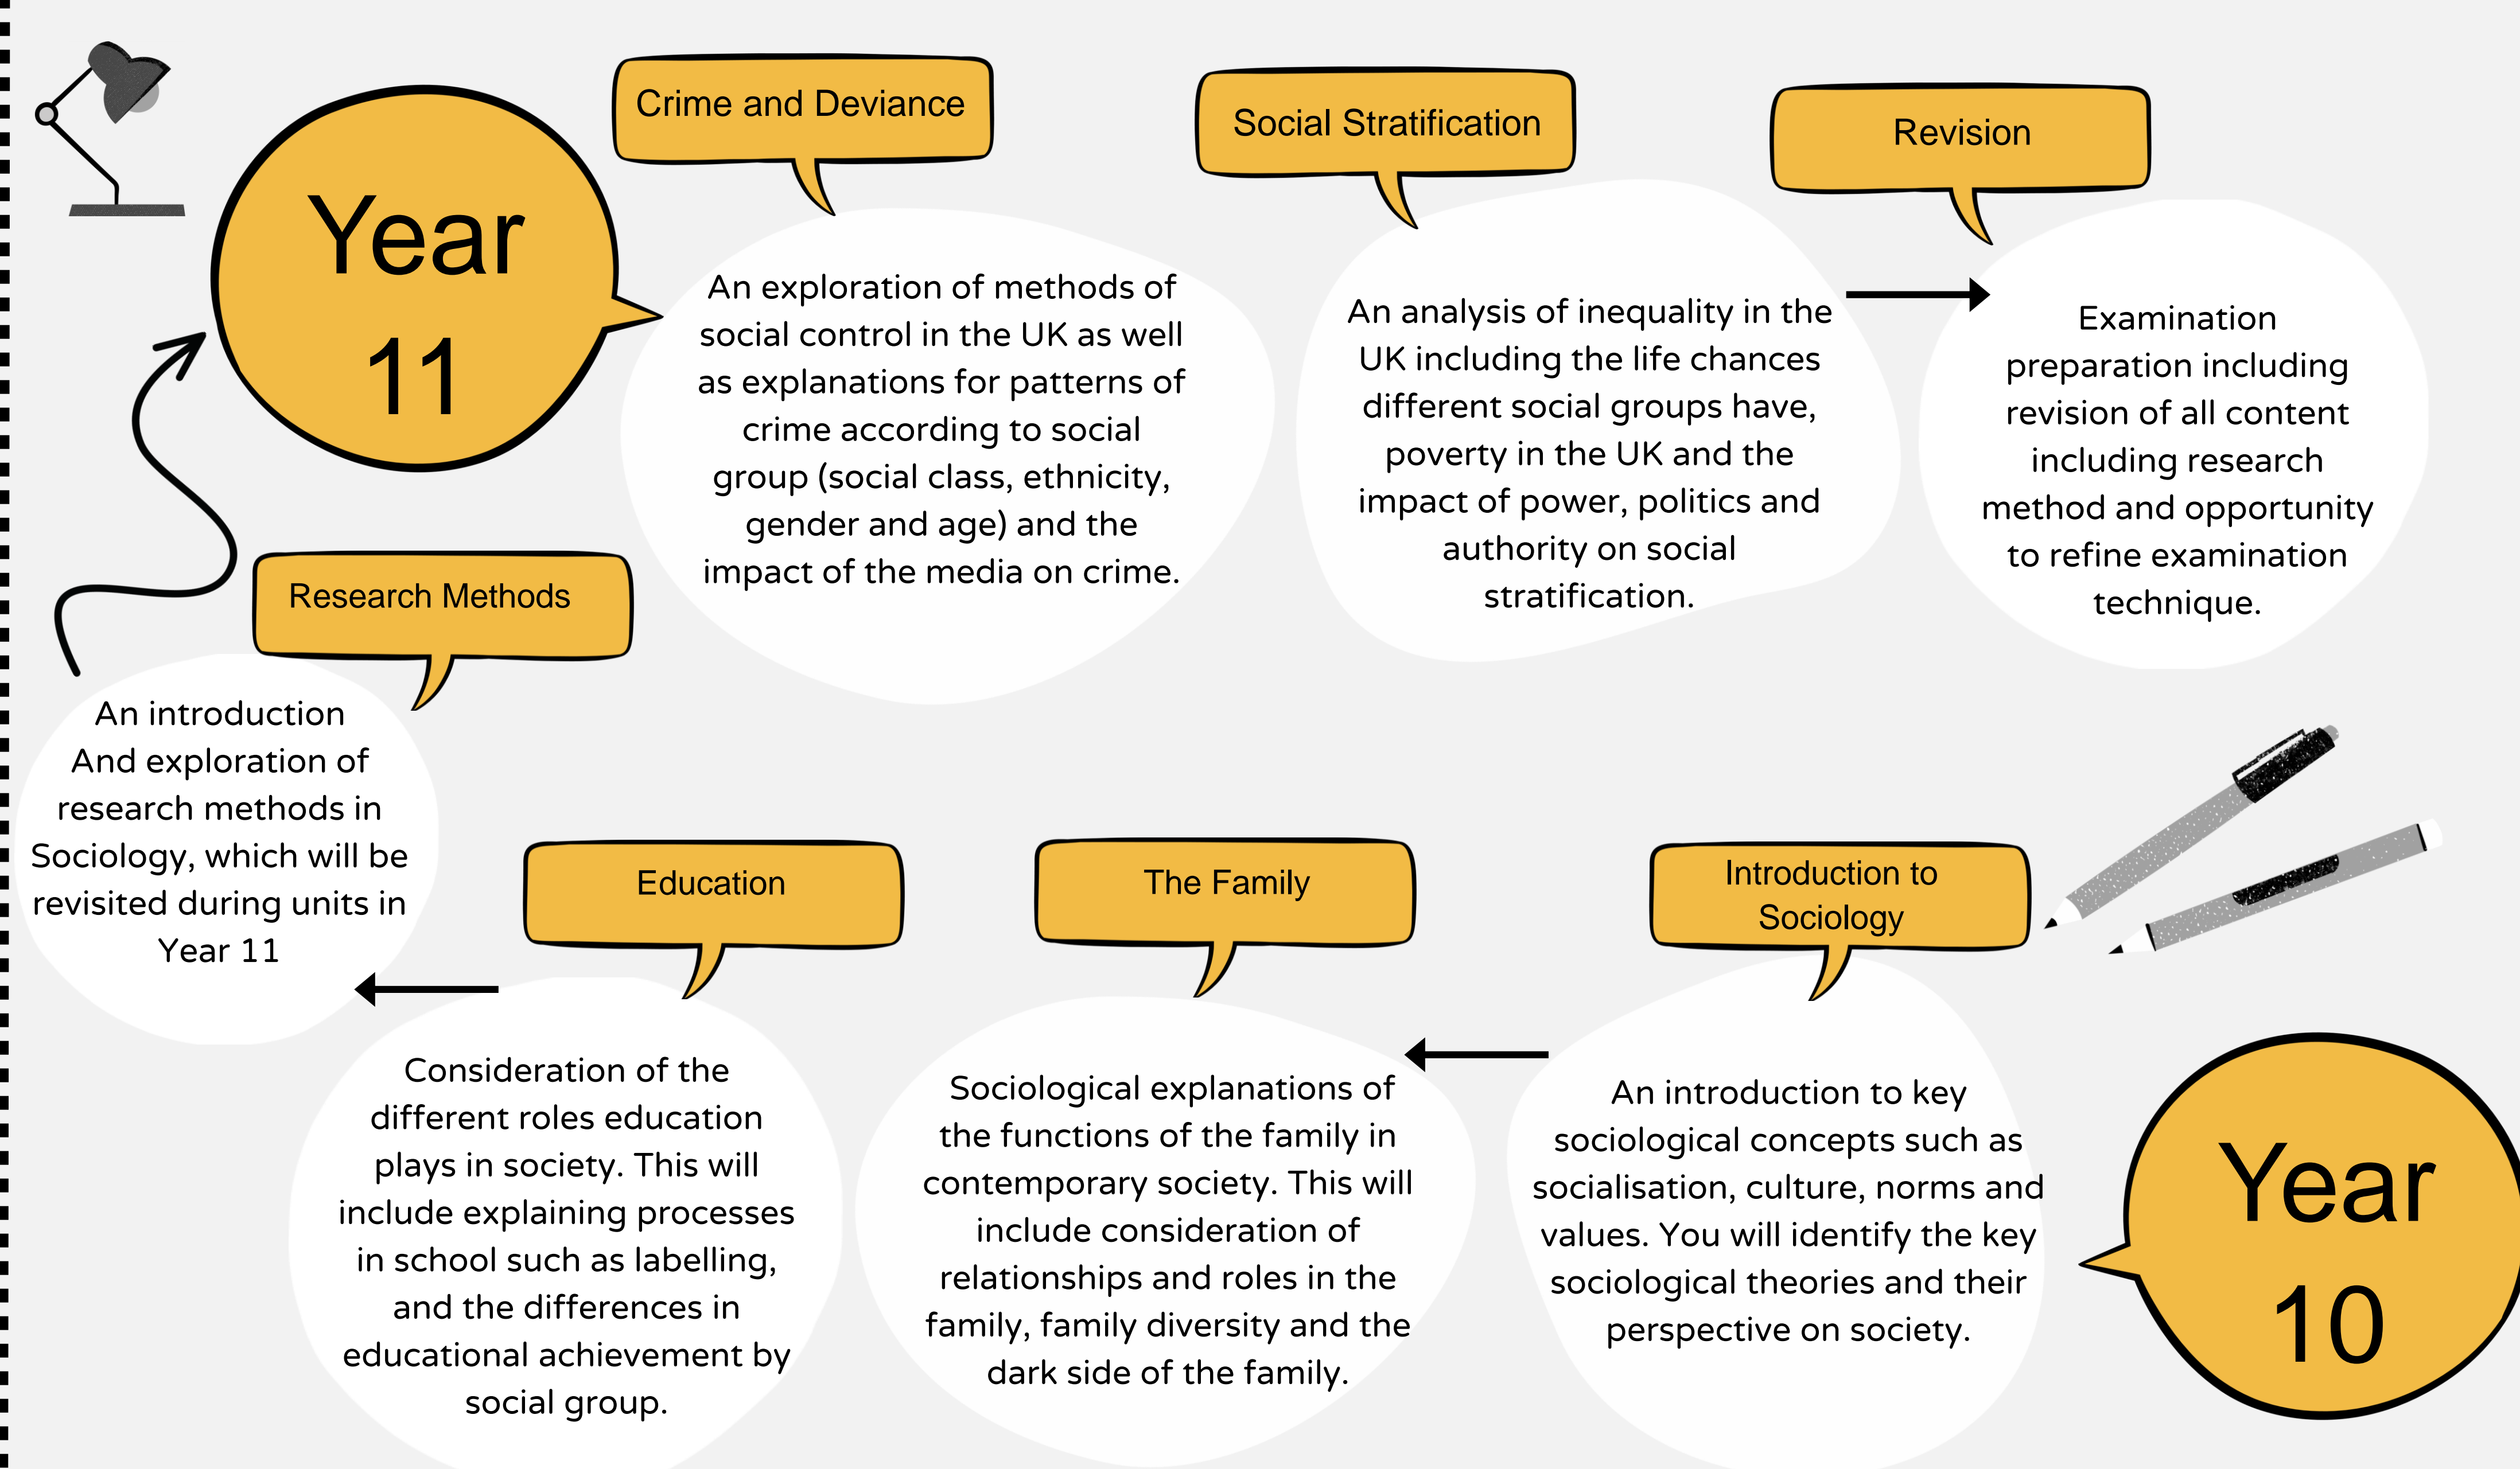 Year
11
Crime and Deviance
An exploration of methods of
social control in the UK as well
as explanations for patterns of
crime according to social
group (social class, ethnicity,
gender and age) and the
impact of the media on crime.
Social Stratification
An analysis of inequality in the
UK including the life chances
different social groups have,
poverty in the UK and the
impact of power, politics and
authority on social
stratification.
Revision
Examination
preparation including
revision of all content
including research
method and opportunity
to refine examination
technique.
Research Methods
An introduction
And exploration of
research methods in
Sociology, which will be
revisited during units in
Year 11
Education
Consideration of the
different roles education
plays in society. This will
include explaining processes
in school such as labelling,
and the differences in
educational achievement by
social group.
The Family
Sociological explanations of
the functions of the family in
contemporary society. This will
include consideration of
relationships and roles in the
family, family diversity and the
dark side of the family.
Introduction to
Sociology
An introduction to key
sociological concepts such as
socialisation, culture, norms and
values. You will identify the key
sociological theories and their
perspective on society.
Year
10